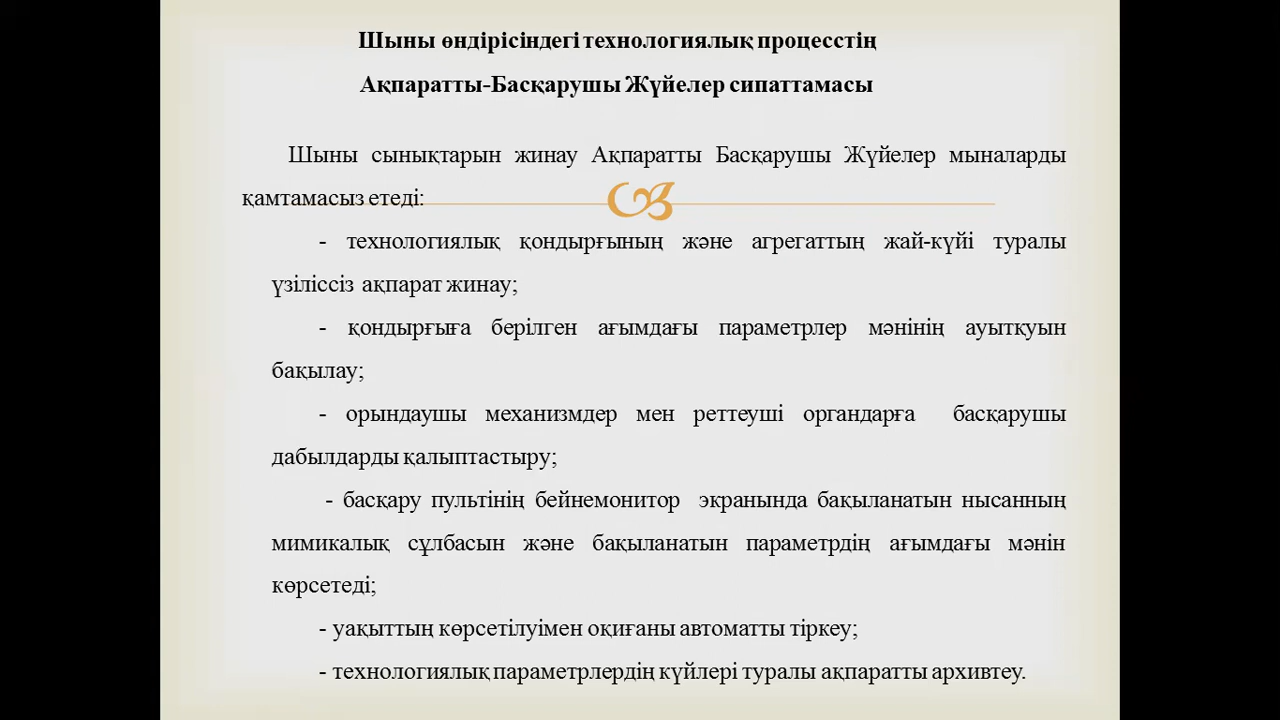 Шыны өндірісіндегі технологиялық процесстің
Ақпаратты-Басқарушы Жүйелер сипаттамасы
Шыны сынықтарын жинау Ақпаратты Басқарушы Жүйелер мыналарды
қамтамасыз етеді:
- технологиялық қондырғының және агрегаттың жай-күйі туралы
үзіліссіз ақпарат жинау;
- қондырғыға берілген ағымдағы параметрлер мәнінің ауытқуын
бақылау;
- орындаушы механизмдер мен реттеуші органдарға басқарушы
дабылдарды қалыптастыру;
- басқару пультінің бейнемонитор экранында бақыланатын нысанның
мимикалық сұлбасын және бақыланатын параметрдің ағымдағы мәнін
көрсетеді;
- уақыттың көрсетілуімен оқиғаны автоматты тіркеу;
- технологиялық параметрлердің күйлері туралы ақпаратты архивтеу.